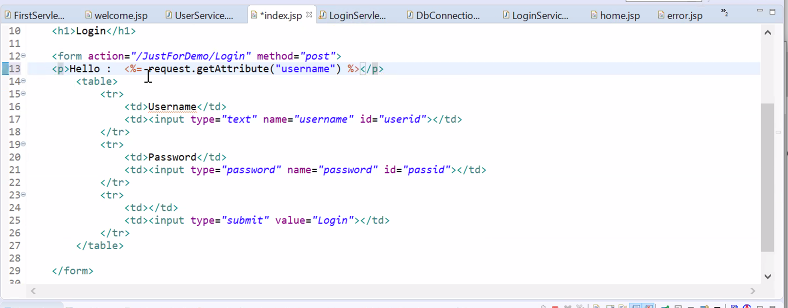 FirstServle... welcome.jsp UserService.... *index.jsp LoginServle... DbConnectio... LoginServic... home.jsp error.jsp
10 <h1>Login</h1>
11
12 <form action="/JustForDemo/Login" method="post">
13 <p>Hello : <%= request.getAttribute("username") %></p>
14 <table>
15 <tr>
16 <td>Username</td>
17 <td><input type="text" name="username" id="userid"></td>
18 </tr>
19 <tr>
20 <td>Password</td>
21 <td><input type="password" name="password" id="passid"></td>
22 </tr>
23 <tr>
24 <td></td>
25 <td><input type="submit" value="Login"></td>
26 </tr>
27 </table>
28
29 </form>
30